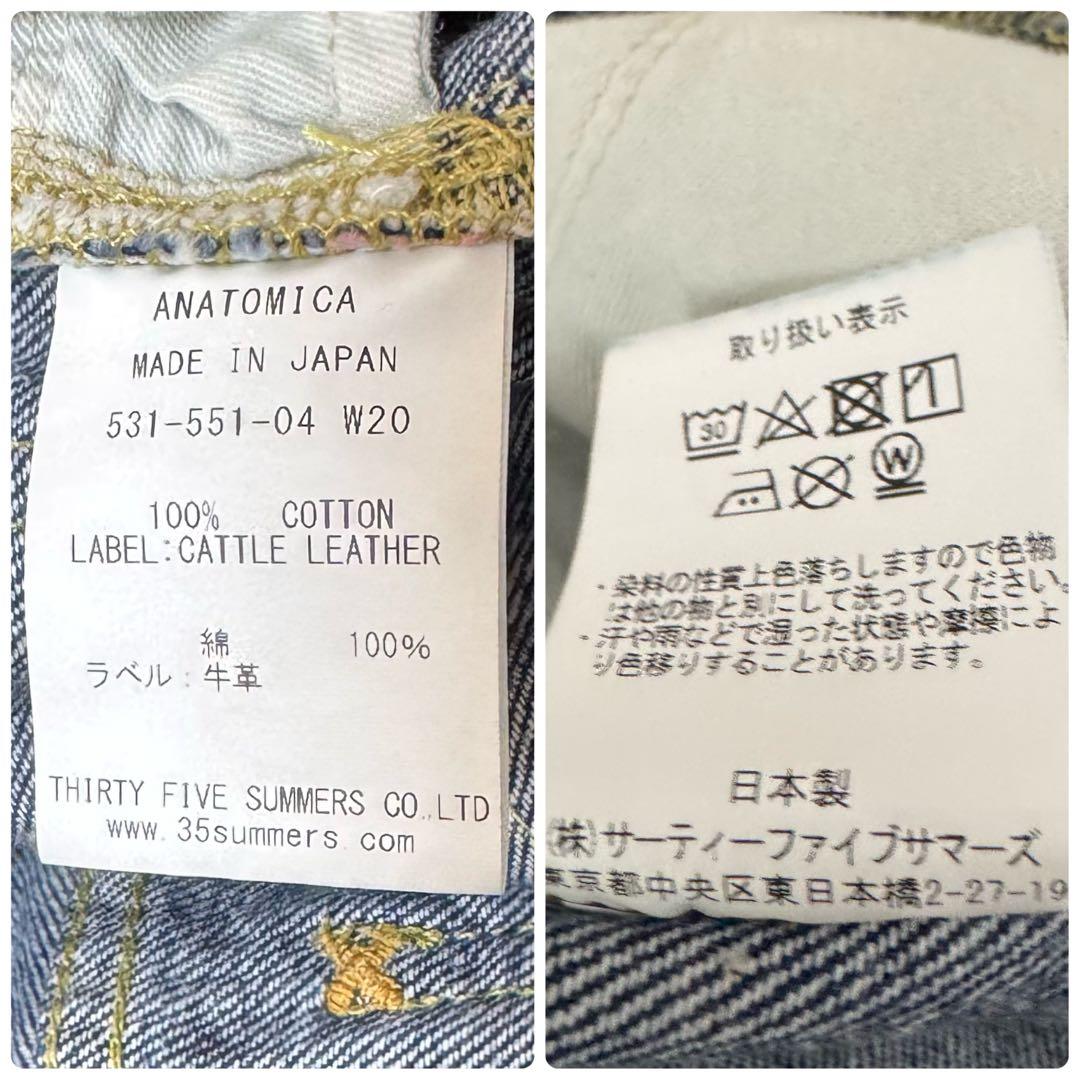 ANATOMICA
MADE IN JAPAN
531-551-04 W20
100% COTTON
LABEL:CATTLE LEATHER
綿 100%
ラベル:牛革
THIRTY FIVE SUMMERS CO.,LTD
www.35summers.com
取り扱い表示
30
W
・染料の性質上色落ちしますので色物
は他の物と別にして洗ってください。
・汗や雨などで湿った状態や摩擦によ
り色移りすることがあります。
日本製
(株)サーティーファイブサマーズ
東京都中央区東日本橋2-27-19